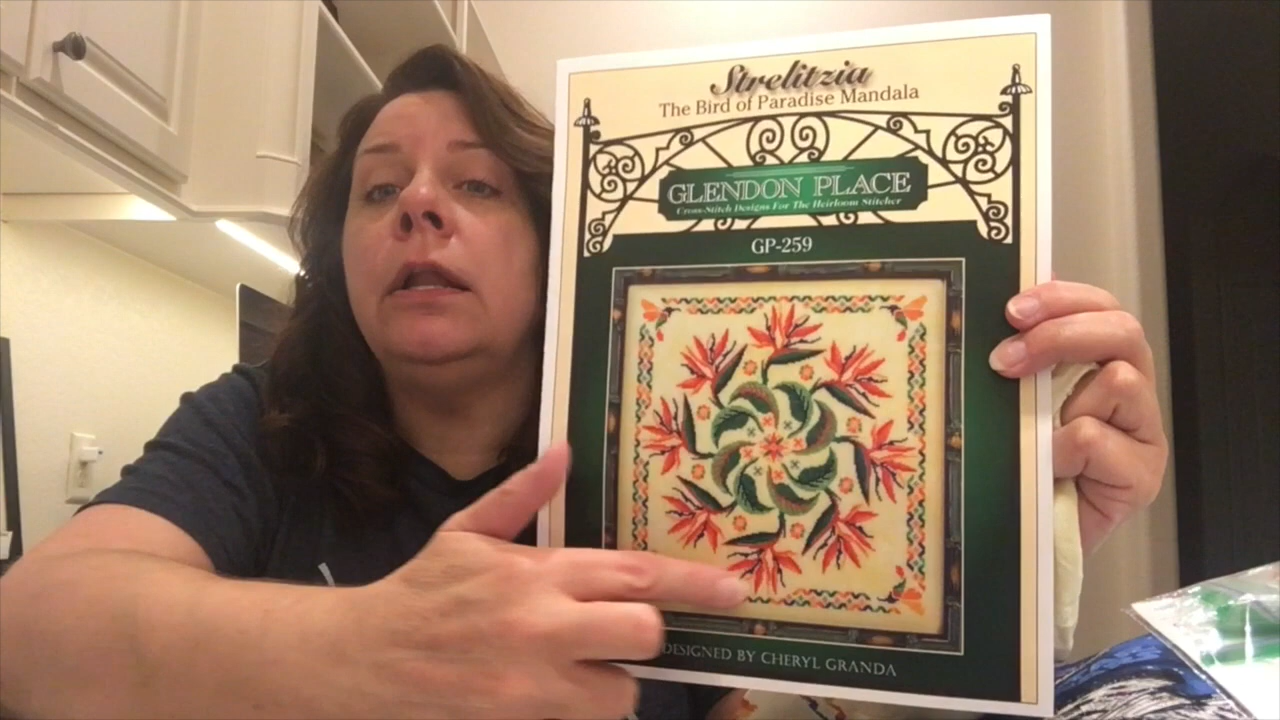 Strelitzia
The Bird of Paradise Mandala
GLENDON PLACE
Cross-Stitch Designs For The Heirloom Stitcher
GP-259
DESIGNED BY CHERYL GRANDA